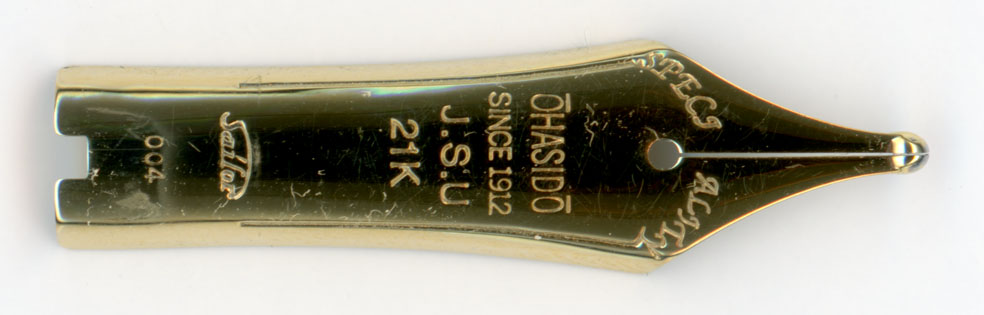 SPECIALITY
ŌHASIDŌ
SINCE 1912
J.S.U
21K
Sailor
004